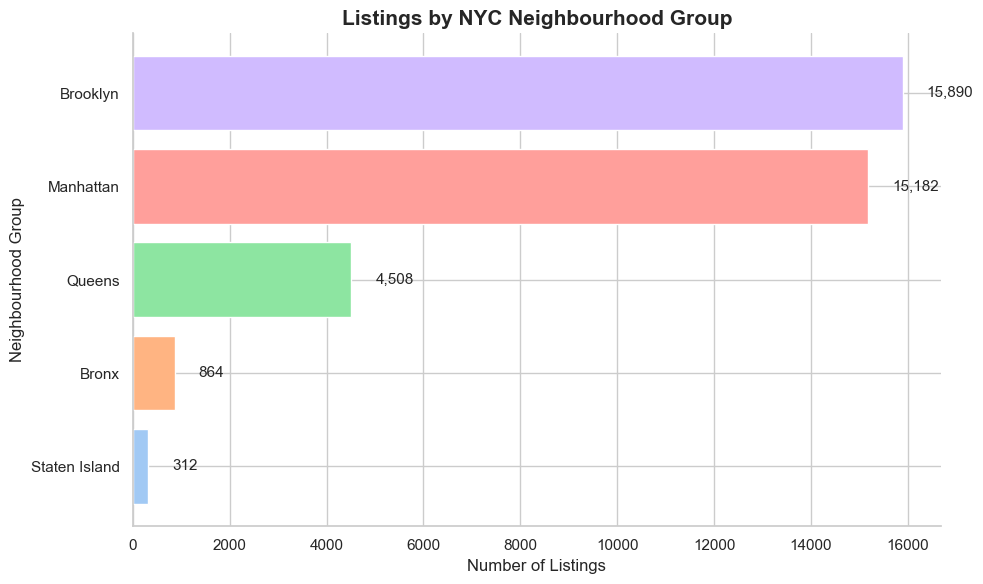 Listings by NYC Neighbourhood Group
Neighbourhood Group
Brooklyn
15,890
Manhattan
15,182
Queens
4,508
Bronx
864
Staten Island
312
0 2000 4000 6000 8000 10000 12000 14000 16000
Number of Listings